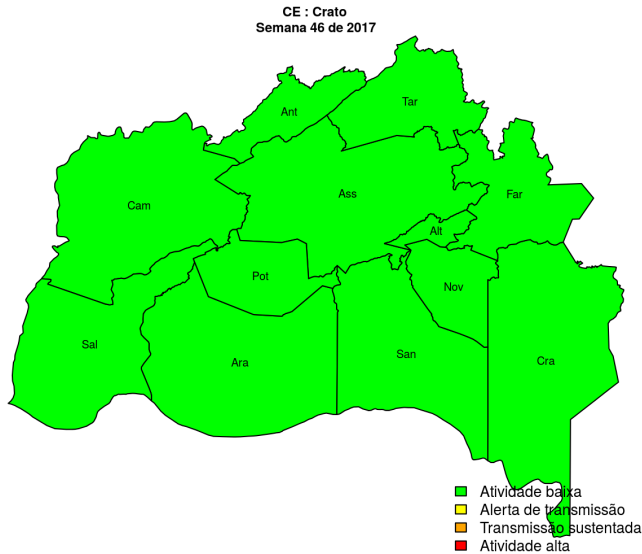 CE : Crato
Semana 46 de 2017
Tar
Ant
Ass
Far
Cam
Alt
Pot
Nov
Sal
San
Cra
Ara
Atividade baixa
Alerta de transmissão
Transmissão sustentada
Atividade alta